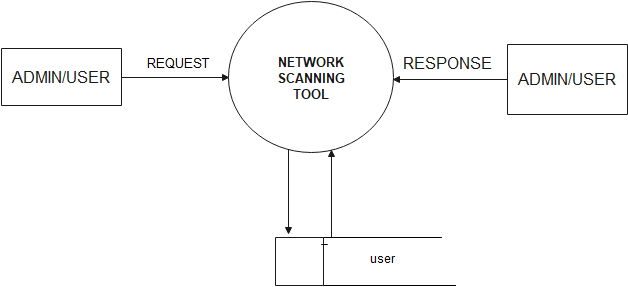 ADMIN/USER
REQUEST
NETWORK
SCANNING
TOOL
RESPONSE
ADMIN/USER
user